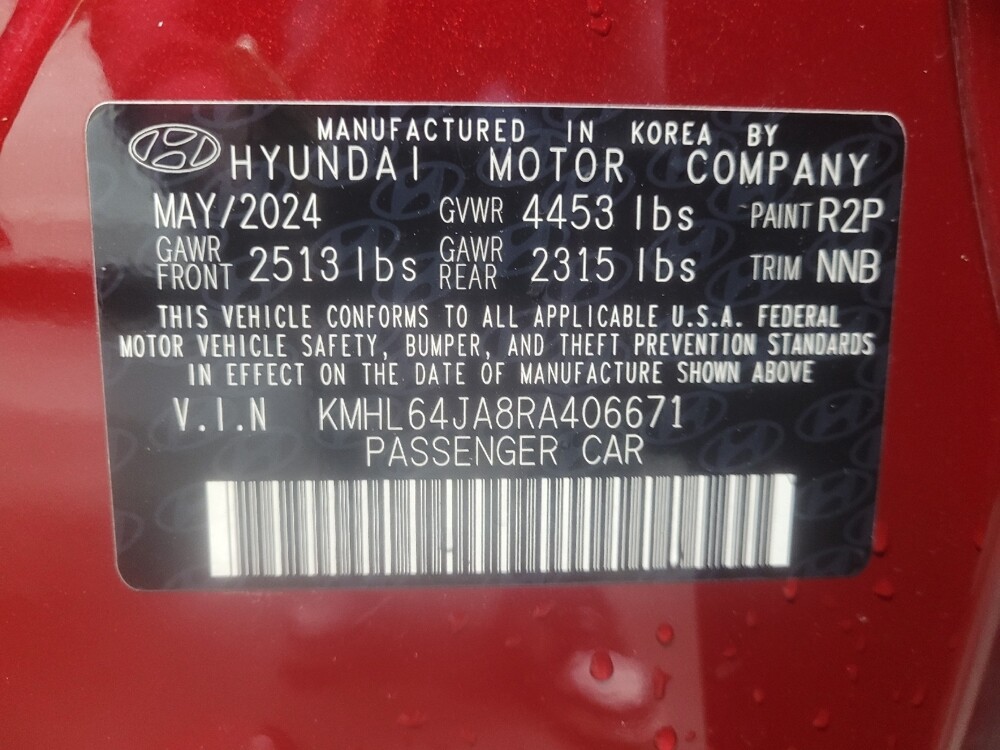 MANUFACTURED IN KOREA BY
HYUNDAI MOTOR COMPANY
MAY/2024 GVWR 4453 lbs PAINT R2P
GAWR FRONT 2513 lbs GAWR REAR 2315 lbs TRIM NNB
THIS VEHICLE CONFORMS TO ALL APPLICABLE U.S.A. FEDERAL
MOTOR VEHICLE SAFETY, BUMPER, AND THEFT PREVENTION STANDARDS
IN EFFECT ON THE DATE OF MANUFACTURE SHOWN ABOVE
V.I.N KMHL64JA8RA406671
PASSENGER CAR